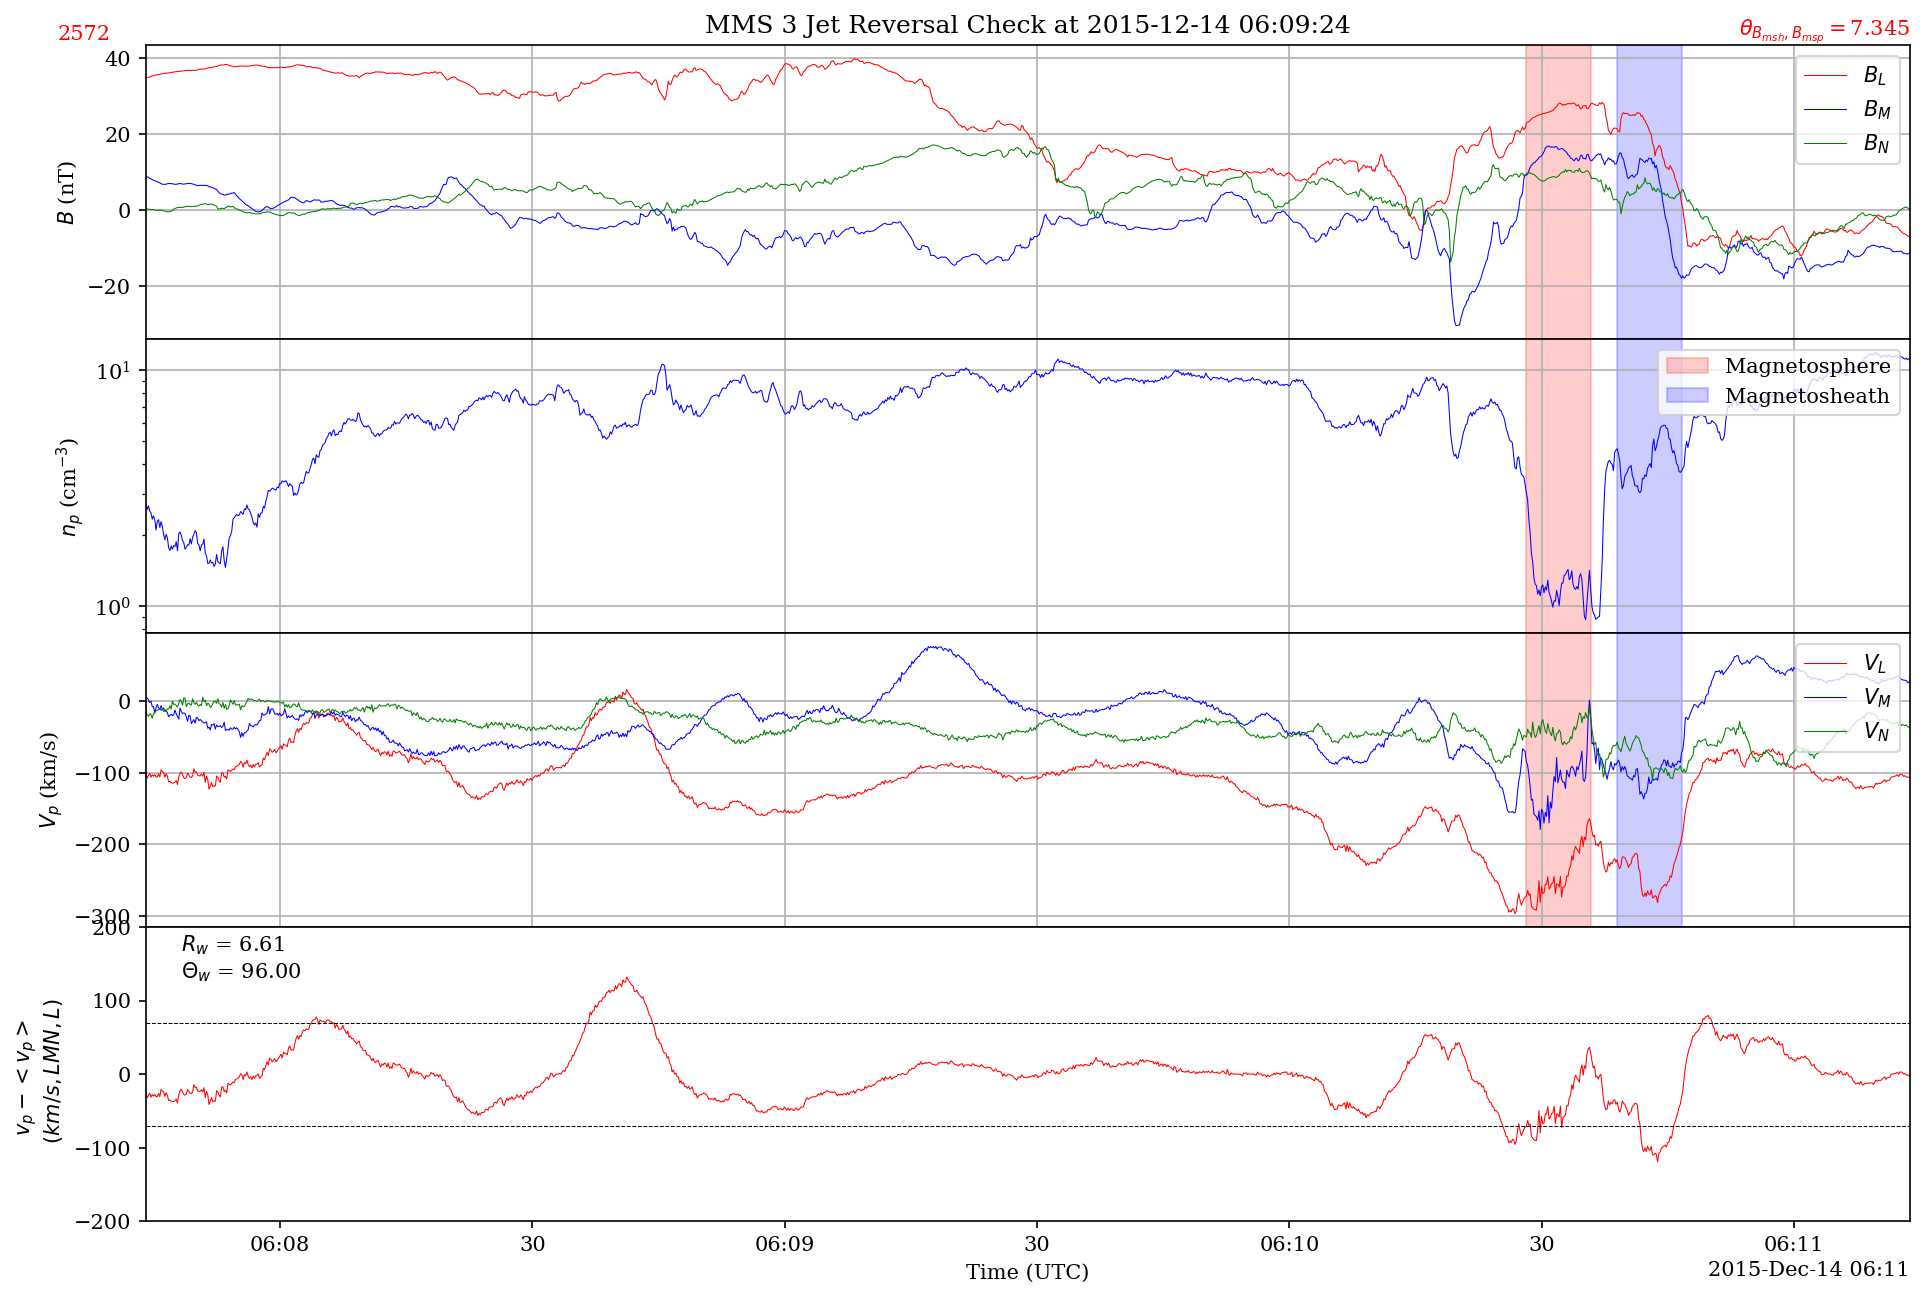 MMS 3 Jet Reversal Check at 2015-12-14 06:09:24
2572
θ_{B_{msh}, B_{msp}} = 7.345
40
20
0
−20
B (nT)
B_L
B_M
B_N
10^1
10^0
n_p (cm^{−3})
Magnetosphere
Magnetosheath
0
−100
−200
−300
V_p (km/s)
V_L
V_M
V_N
200
100
0
−100
−200
v_p − < v_p >
(km/s, LMN, L)
R_w = 6.61
Θ_w = 96.00
06:08 30 06:09 30 06:10 30 06:11
Time (UTC)
2015-Dec-14 06:11